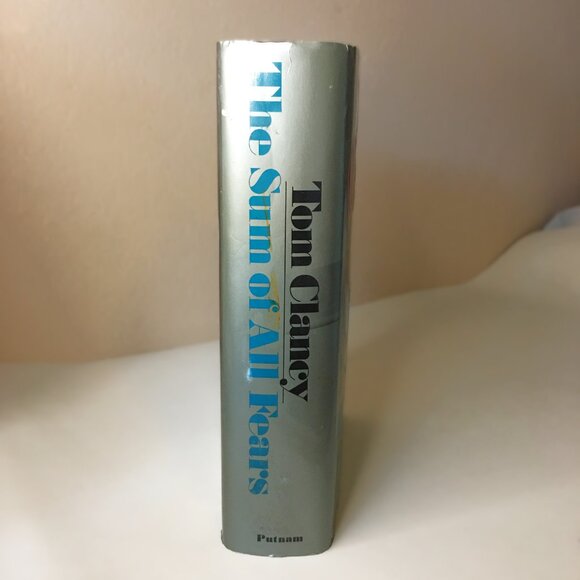 Tom Clancy
The Sum of All Fears
Putnam